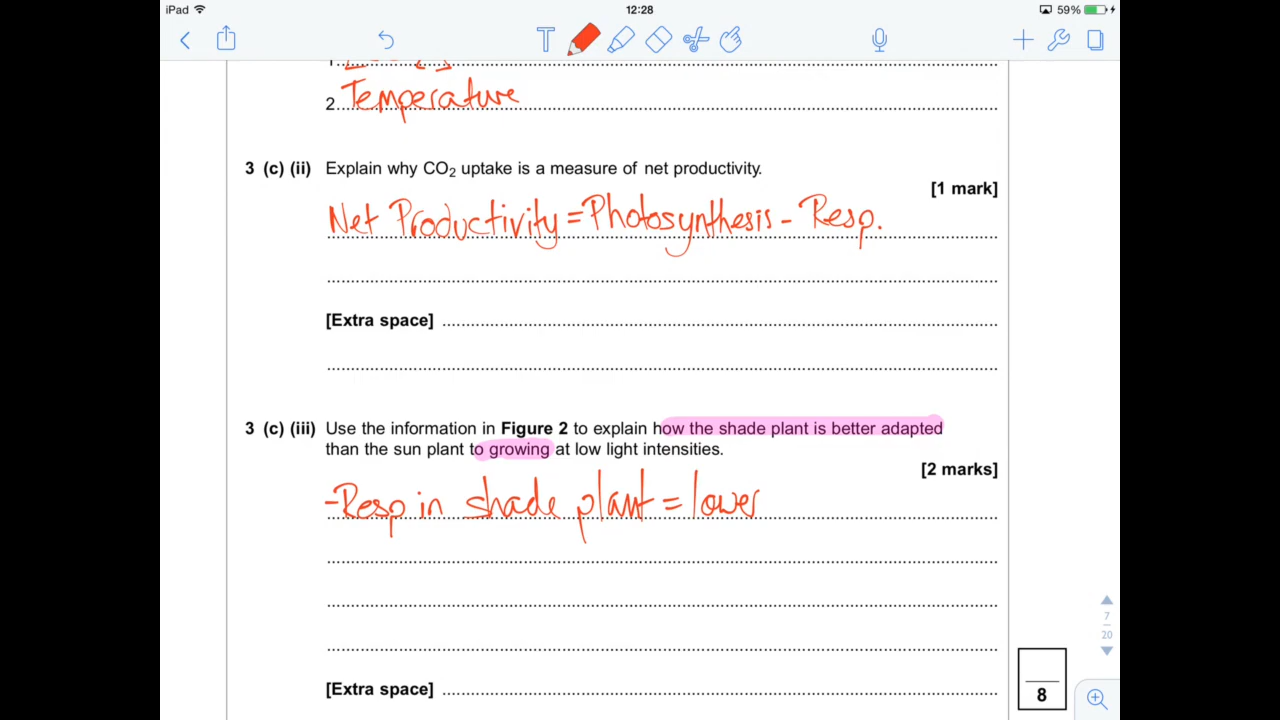 iPad 12:28 59%
1.
2. Temperature
3 (c) (ii) Explain why CO₂ uptake is a measure of net productivity.
[1 mark]
Net Productivity = Photosynthesis - Resp.
[Extra space]
3 (c) (iii) Use the information in Figure 2 to explain how the shade plant is better adapted
than the sun plant to growing at low light intensities.
[2 marks]
-Resp in shade plant = lower
7
20
[Extra space]
8